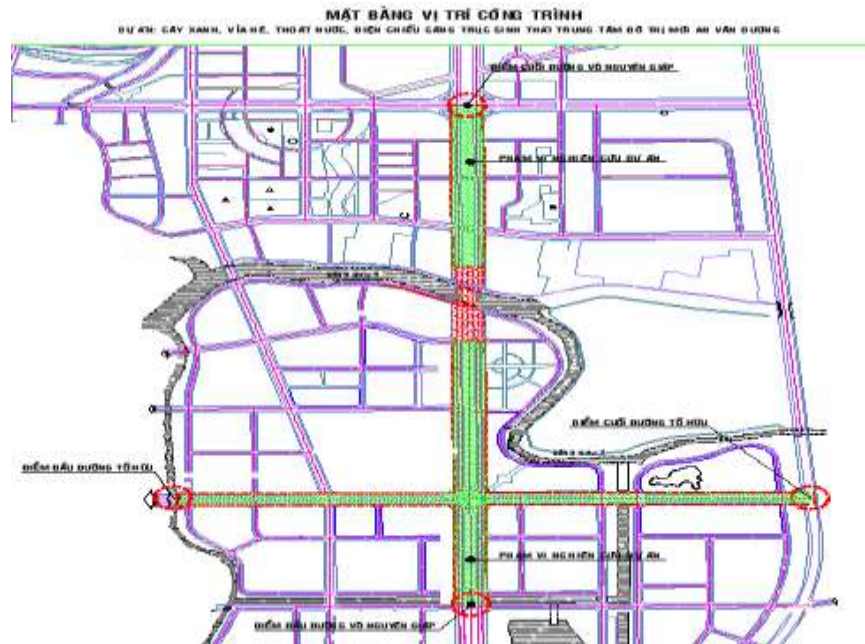 MẶT BẰNG VỊ TRÍ CÔNG TRÌNH
DỰ ÁN: CÂY XANH, VỈA HÈ, THOÁT NƯỚC, ĐIỆN CHIẾU SÁNG TRỤC SINH THÁI TRUNG TÂM ĐÔ THỊ MỚI AN VÂN DƯƠNG
ĐIỂM CUỐI ĐƯỜNG VÕ NGUYÊN GIÁP
PHẠM VI NGHIÊN CỨU DỰ ÁN
ĐIỂM CUỐI ĐƯỜNG TỐ HỮU
ĐIỂM ĐẦU ĐƯỜNG TỐ HỮU
PHẠM VI NGHIÊN CỨU DỰ ÁN
ĐIỂM ĐẦU ĐƯỜNG VÕ NGUYÊN GIÁP